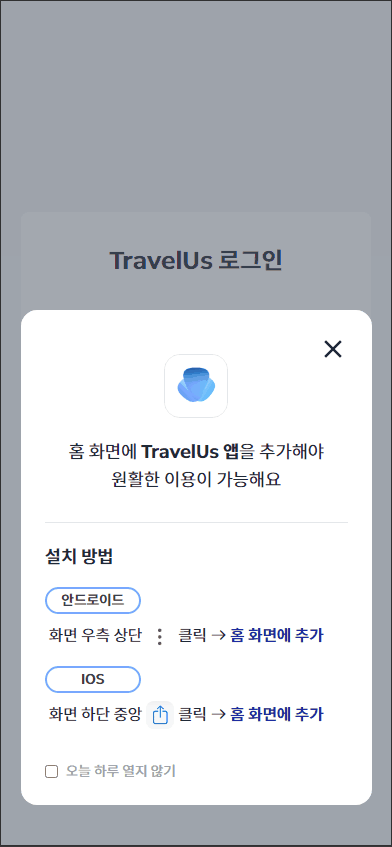 TravelUs 로그인
홈 화면에 TravelUs 앱을 추가해야
원활한 이용이 가능해요
설치 방법
안드로이드
화면 우측 상단 ⋮ 클릭 → 홈 화면에 추가
IOS
화면 하단 중앙 클릭 → 홈 화면에 추가
오늘 하루 열지 않기